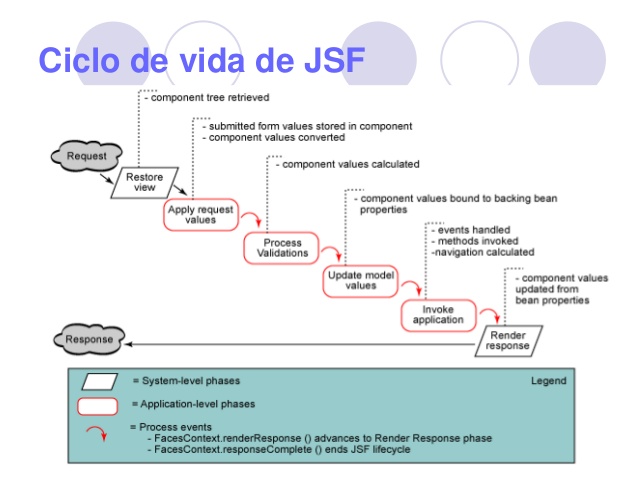 Ciclo de vida de JSF
- component tree retrieved
- submitted form values stored in component
- component values converted
Request
- component values calculated
Restore
view
- component values bound to backing bean
properties
Apply request
values
- events handled
- methods invoked
-navigation calculated
Process
Validations
Update model
values
- component values
updated from
bean properties
Invoke
application
Response
Render
response
= System-level phases
Legend
= Application-level phases
= Process events
- FacesContext.renderResponse () advances to Render Response phase
- FacesContext.responseComplete () ends JSF lifecycle